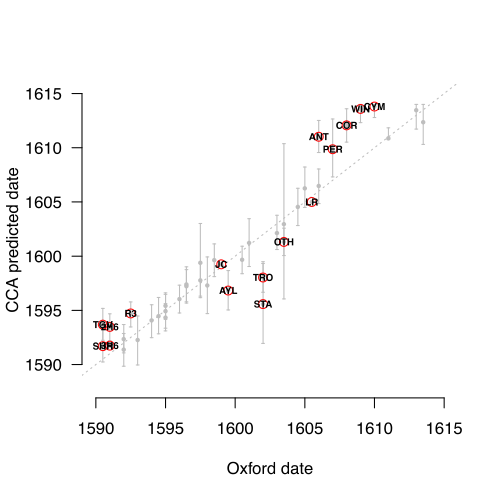 1615
1610
1605
1600
1595
1590
CCA predicted date
WIN
CYM
COR
ANT
PER
LR
OTH
JC
TRO
AYL
STA
R3
1590
1595
1600
1605
1610
1615
Oxford date